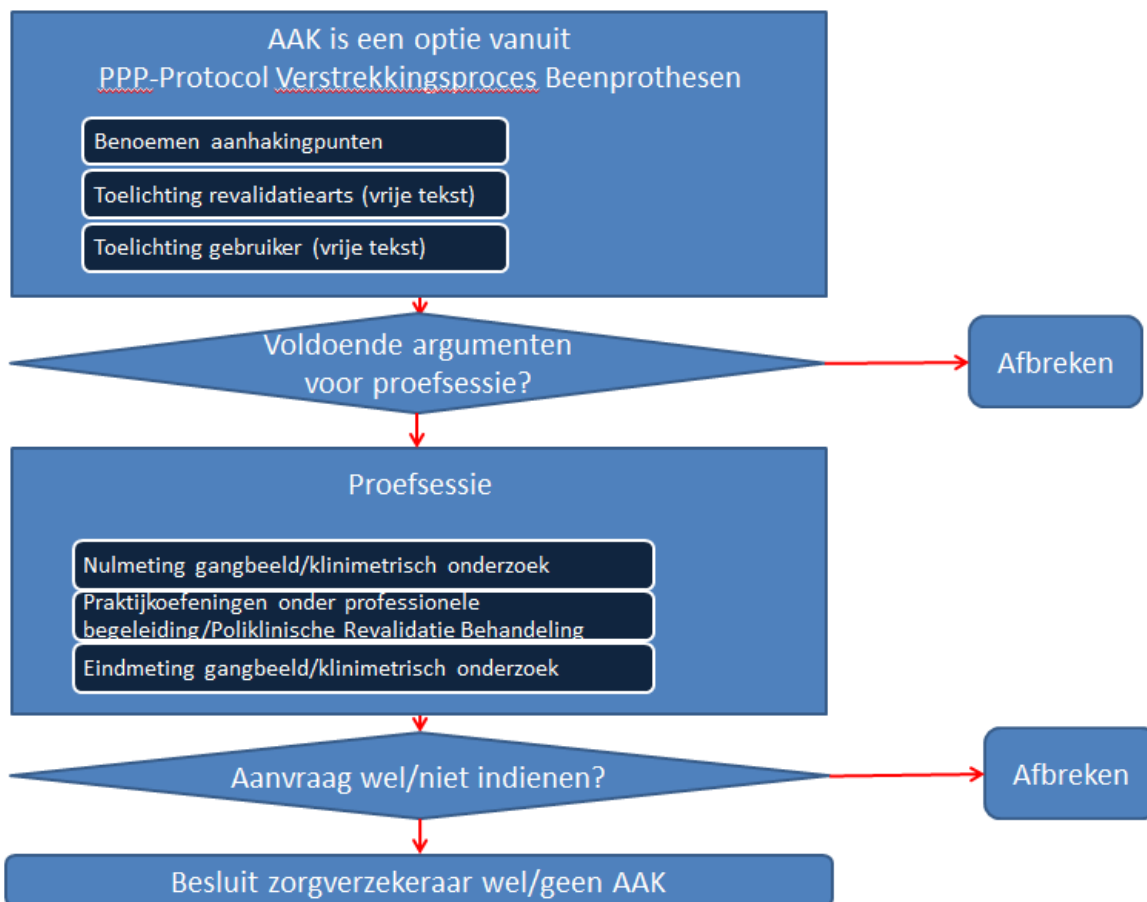 AAK is een optie vanuit
PPP-Protocol Verstrekkingsproces Beenprothesen
Benoemen aanhakingpunten
Toelichting revalidatiearts (vrije tekst)
Toelichting gebruiker (vrije tekst)
Voldoende argumenten
voor proefsessie?
Afbreken
Proefsessie
Nulmeting gangbeeld/klinimetrisch onderzoek
Praktijkoefeningen onder professionele
begeleiding/Poliklinische Revalidatie Behandeling
Eindmeting gangbeeld/klinimetrisch onderzoek
Aanvraag wel/niet indienen?
Afbreken
Besluit zorgverzekeraar wel/geen AAK